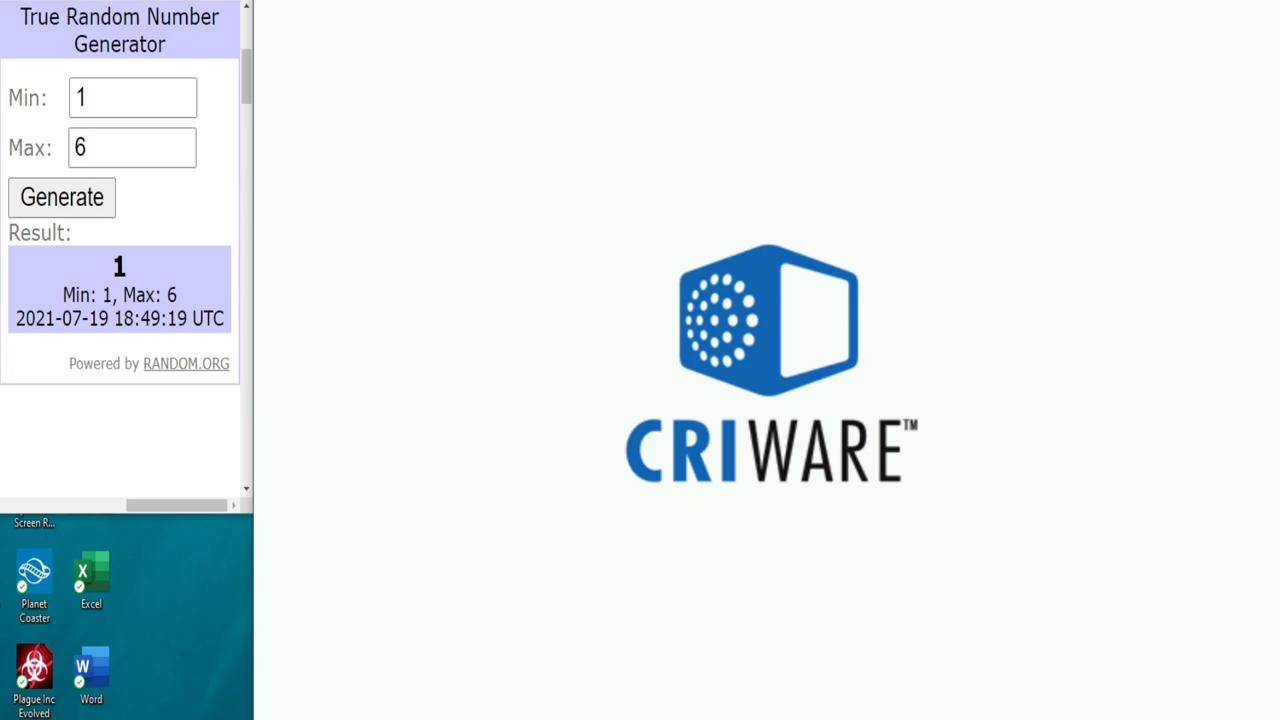 True Random Number
Generator
Min: 1
Max: 6
Generate
Result:
1
Min: 1, Max: 6
2021-07-19 18:49:19 UTC
Powered by RANDOM.ORG
CRIWARE™
Screen R...
Planet
Coaster
Excel
Plague Inc
Evolved
Word